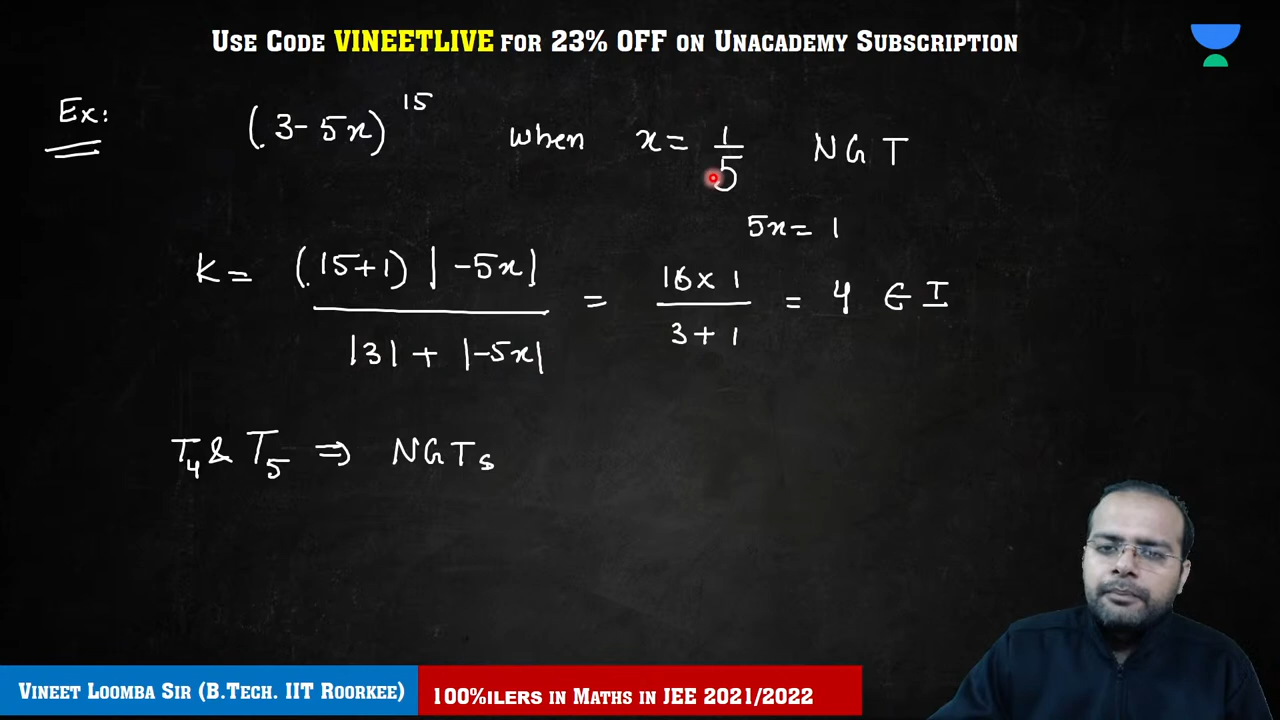 USE CODE VINEETLIVE FOR 23% OFF ON UNACADEMY SUBSCRIPTION
Ex: (3-5x)^15 when x = 1/5 NGT
5x = 1
K = (15+1) |-5x| / |3| + |-5x| = 16 x 1 / 3+1 = 4 ∈ I
T4 & T5 ⇒ NGTs
VINEET LOOMBA SIR (B.TECH. IIT ROORKEE) 100%ILERS IN MATHS IN JEE 2021/2022